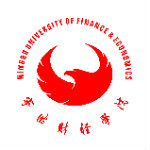 NINGBO UNIVERSITY OF FINANCE & ECONOMICS
宁波财经学院